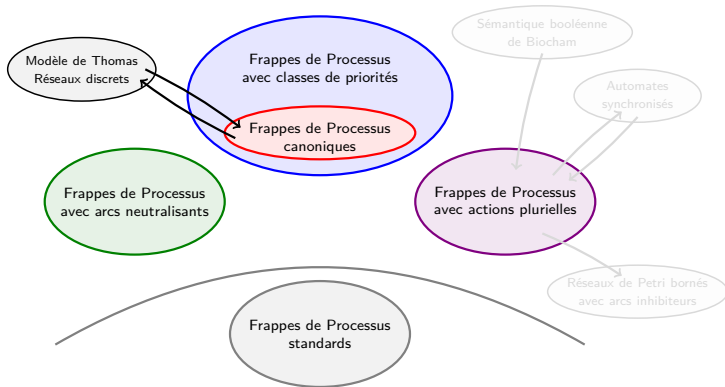 Sémantique booléenne
de Biocham
Modèle de Thomas
Réseaux discrets
Frappes de Processus
avec classes de priorités
Automates
synchronisés
Frappes de Processus
canoniques
Frappes de Processus
avec arcs neutralisants
Frappes de Processus
avec actions plurielles
Réseaux de Petri bornés
avec arcs inhibiteurs
Frappes de Processus
standards